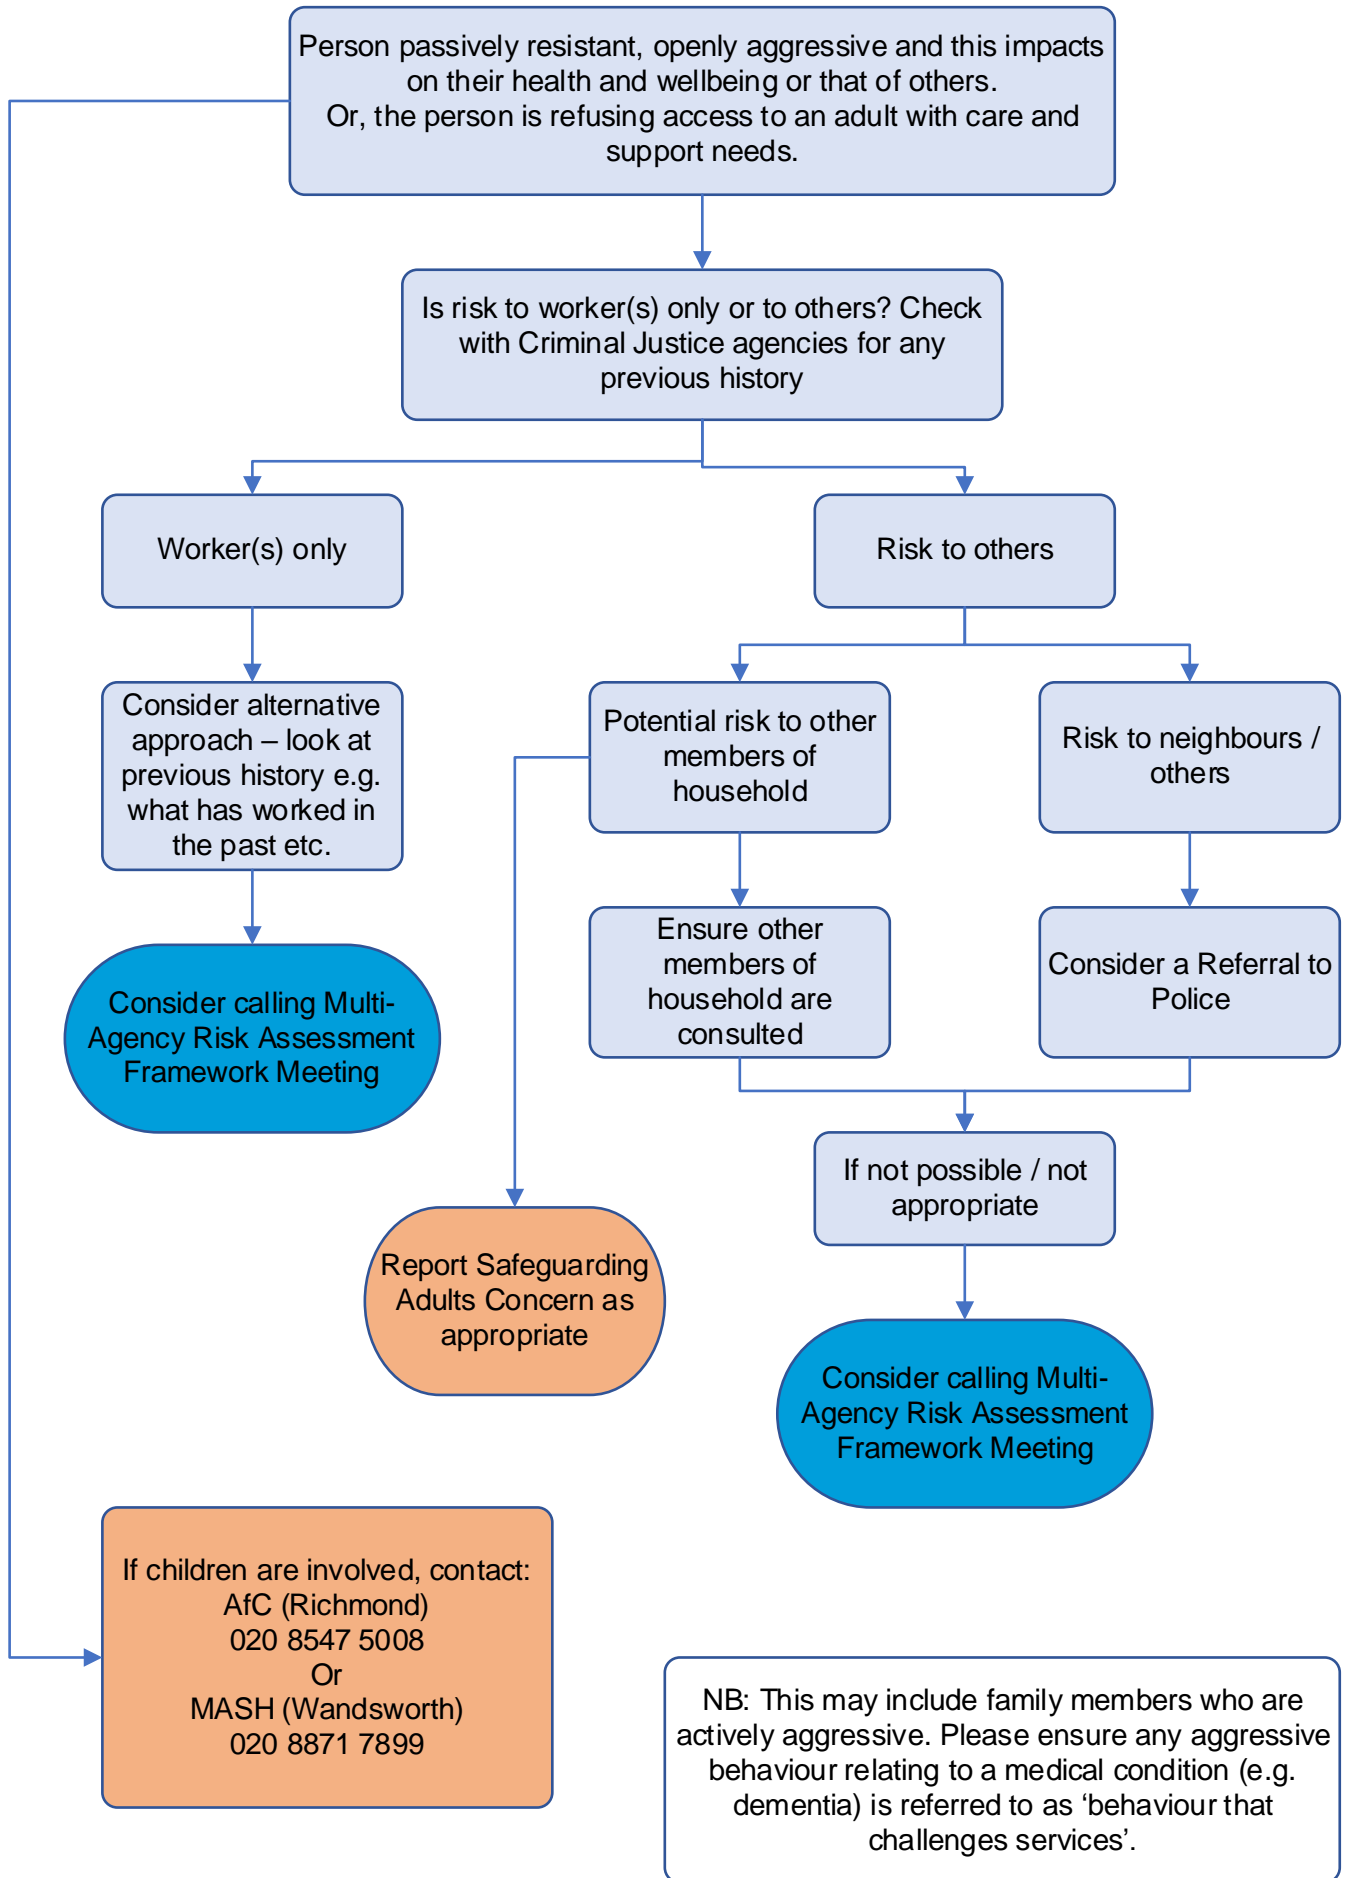 Person passively resistant, openly aggressive and this impacts
on their health and wellbeing or that of others.
Or, the person is refusing access to an adult with care and
support needs.
Is risk to worker(s) only or to others? Check
with Criminal Justice agencies for any
previous history
Worker(s) only
Risk to others
Consider alternative
approach – look at
previous history e.g.
what has worked in
the past etc.
Potential risk to other
members of
household
Risk to neighbours /
others
Consider calling Multi-
Agency Risk Assessment
Framework Meeting
Ensure other
members of
household are
consulted
Consider a Referral to
Police
If not possible / not
appropriate
Report Safeguarding
Adults Concern as
appropriate
Consider calling Multi-
Agency Risk Assessment
Framework Meeting
If children are involved, contact:
AfC (Richmond)
020 8547 5008
Or
MASH (Wandsworth)
020 8871 7899
NB: This may include family members who are
actively aggressive. Please ensure any aggressive
behaviour relating to a medical condition (e.g.
dementia) is referred to as ‘behaviour that
challenges services’.